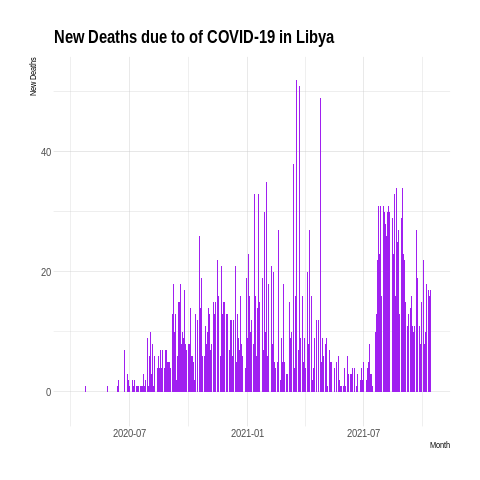 New Deaths due to of COVID-19 in Libya
New Deaths
40
20
0
2020-07
2021-01
2021-07
Month